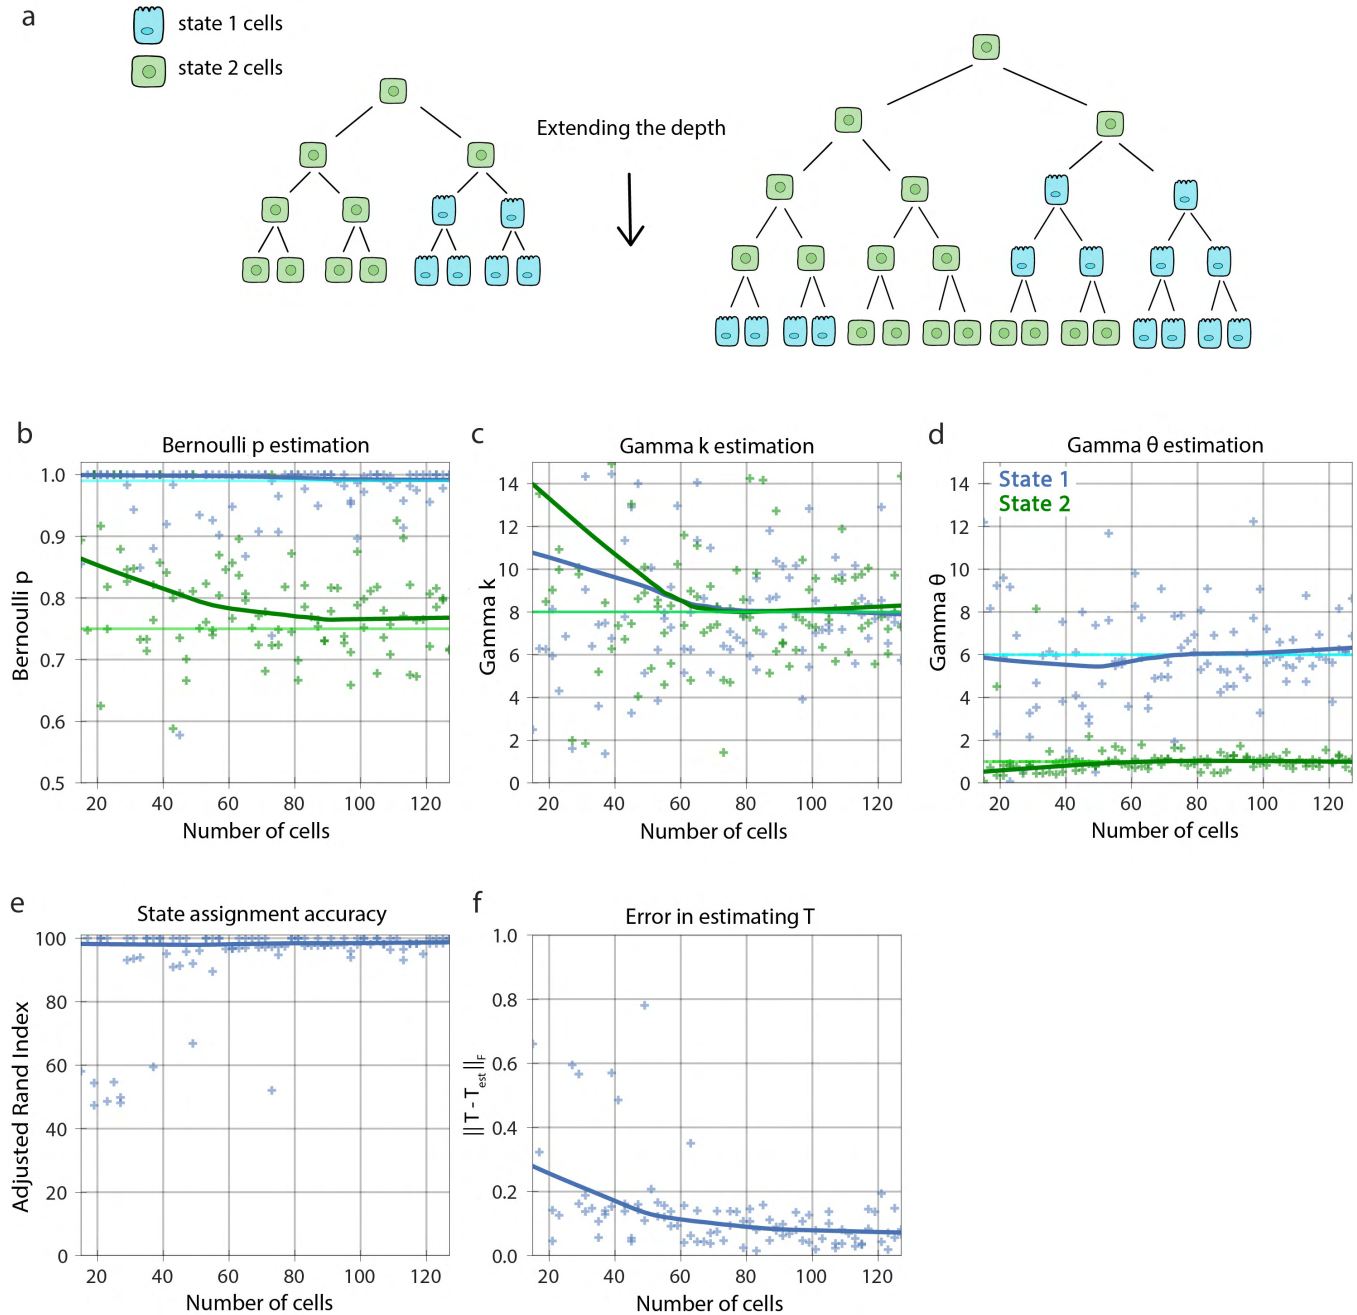 a
state 1 cells
state 2 cells
Extending the depth
b
Bernoulli p estimation
Bernoulli p
1.0
0.9
0.8
0.7
0.6
0.5
20 40 60 80 100 120
Number of cells
c
Gamma k estimation
Gamma k
14
12
10
8
6
4
2
0
20 40 60 80 100 120
Number of cells
d
Gamma θ estimation
State 1
State 2
Gamma θ
14
12
10
8
6
4
2
0
20 40 60 80 100 120
Number of cells
e
State assignment accuracy
Adjusted Rand Index
100
80
60
40
20
0
20 40 60 80 100 120
Number of cells
f
Error in estimating T
|| T - Test ||F
1.0
0.8
0.6
0.4
0.2
0.0
20 40 60 80 100 120
Number of cells